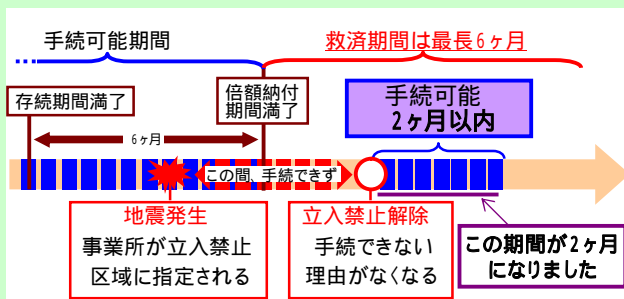 手続可能期間
救済期間は最長6ヶ月
存続期間満了
倍額納付
期間満了
手続可能
2ヶ月以内
6ヶ月
この間、手続できず
地震発生
事業所が立入禁止
区域に指定される
立入禁止解除
手続できない
理由がなくなる
この期間が2ヶ月
になりました